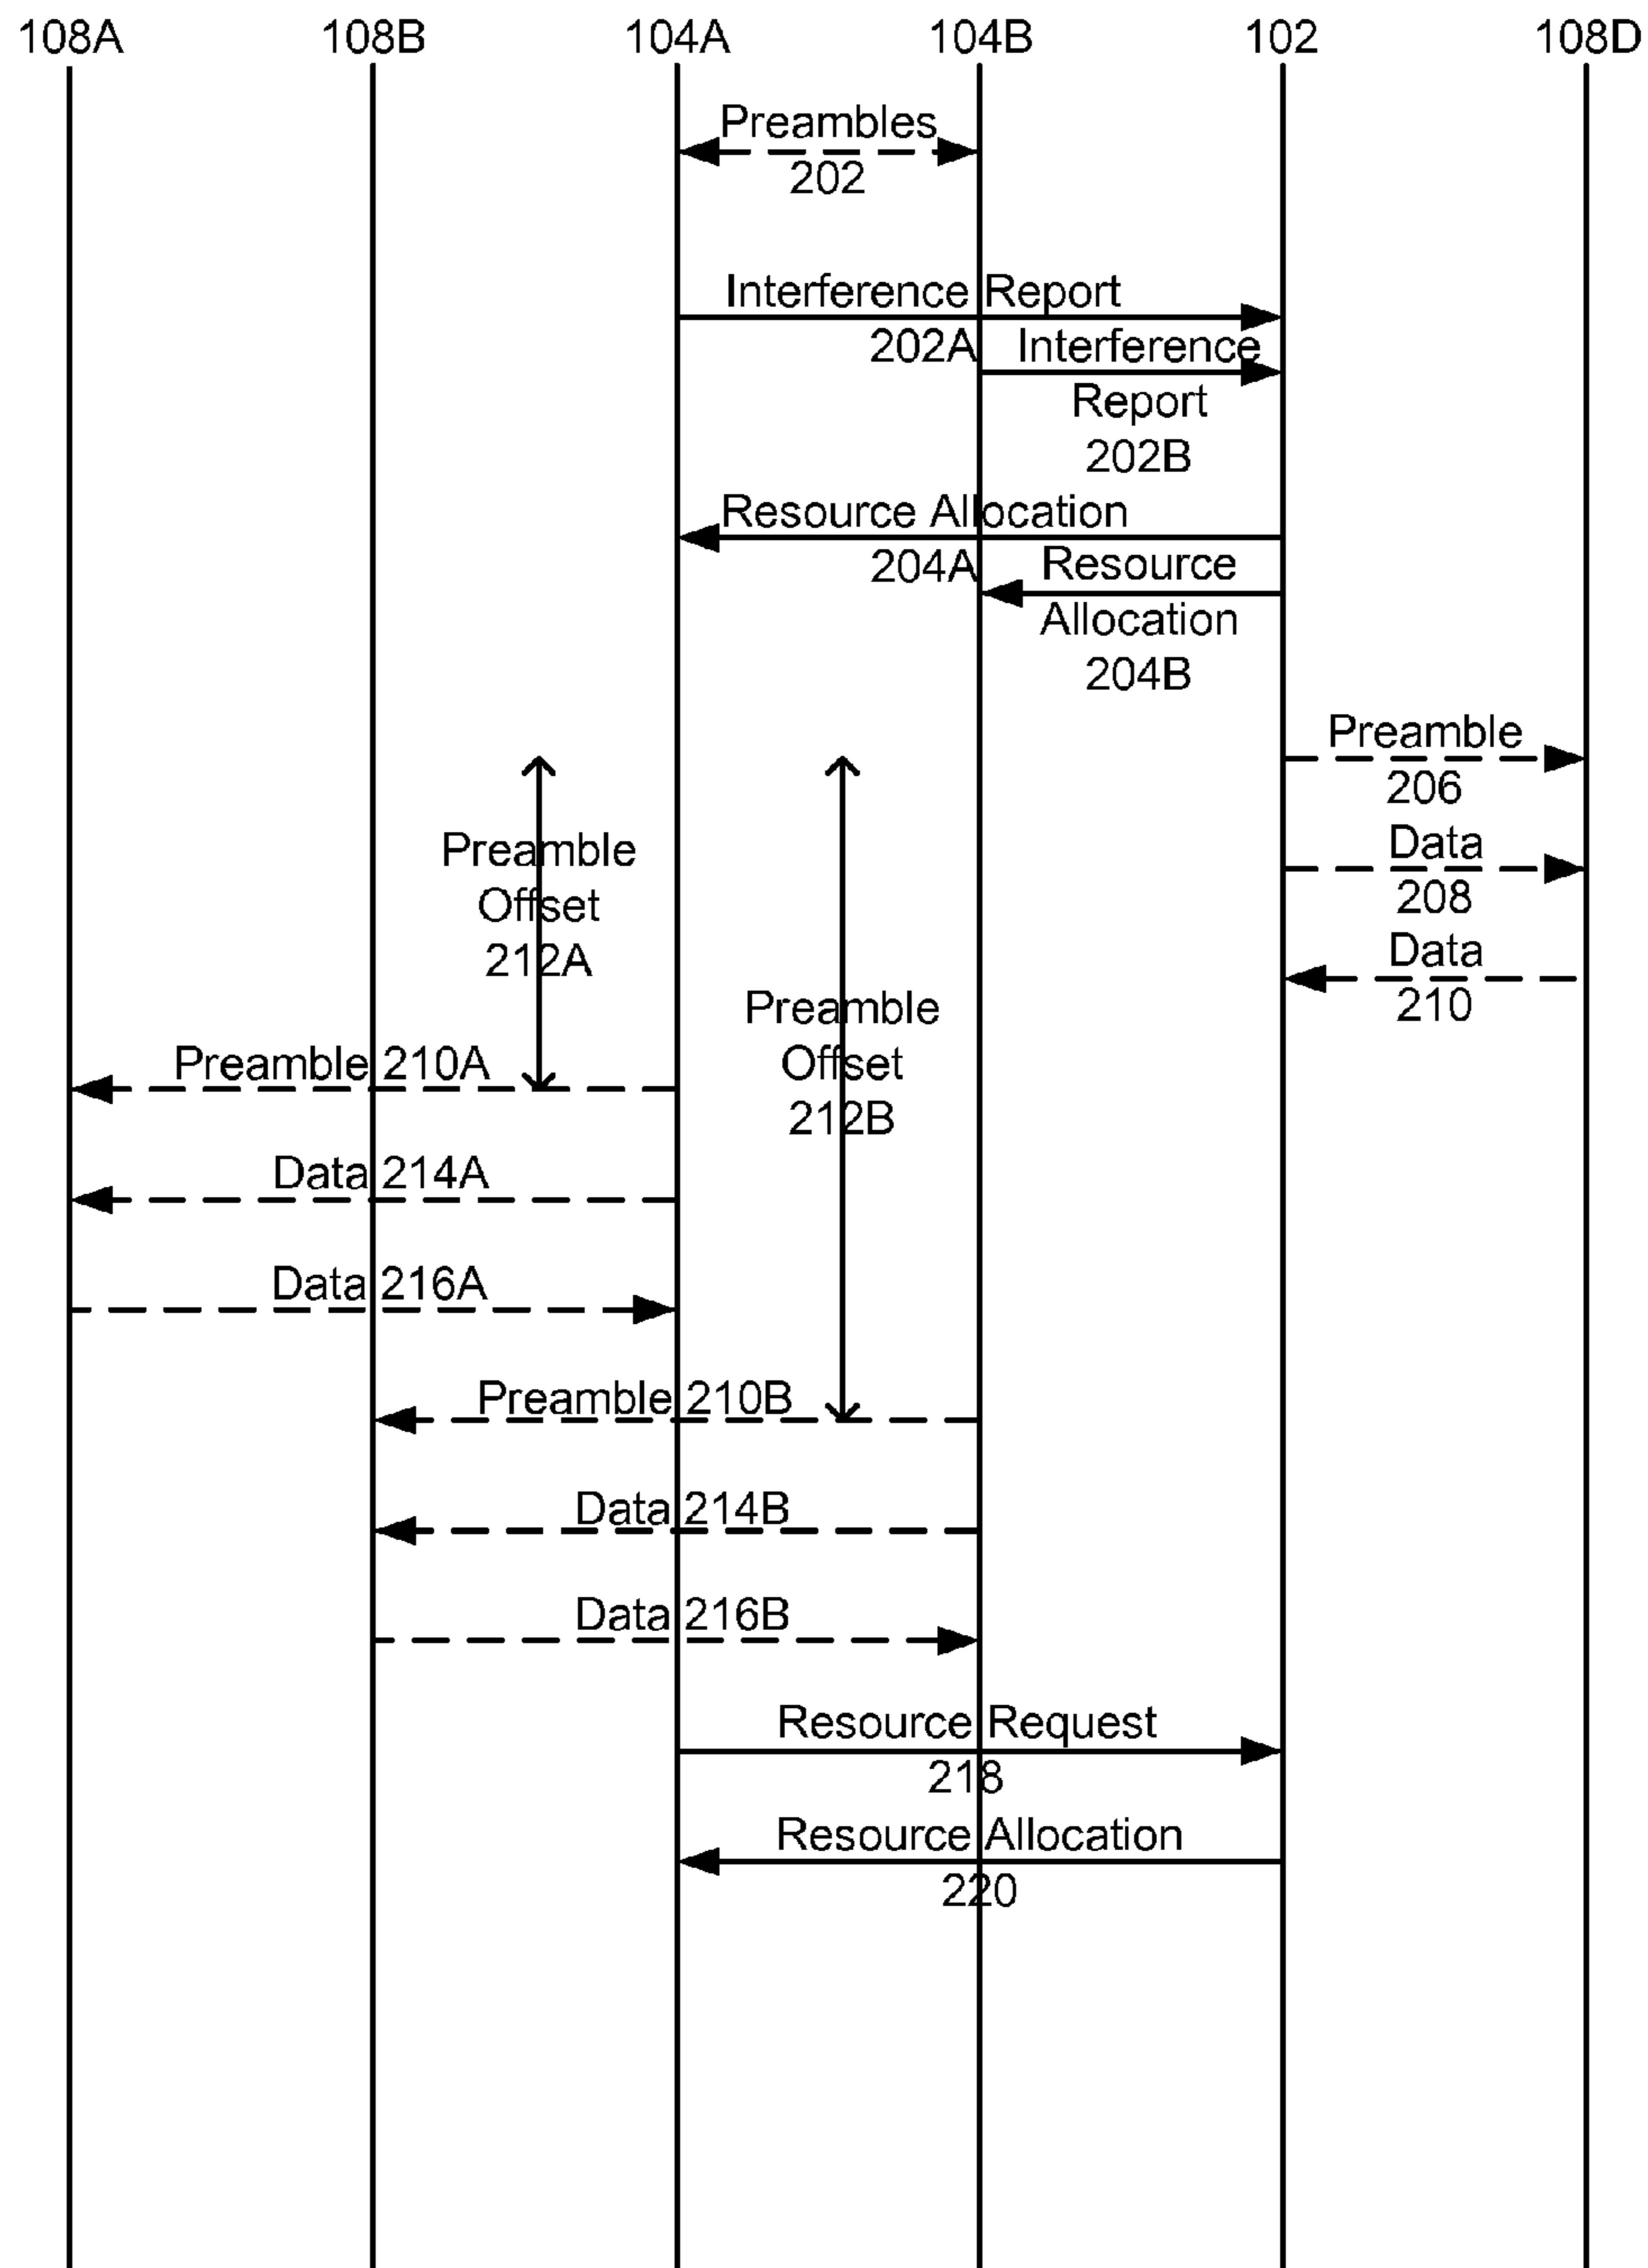 108A 108B 104A 104B 102 108D
Preambles
202
Interference Report
202A
Interference
Report
202B
Resource Allocation
204A
Resource
Allocation
204B
Preamble
206
Data
208
Data
210
Preamble
Offset
212A
Preamble
Offset
212B
Preamble 210A
Data 214A
Data 216A
Preamble 210B
Data 214B
Data 216B
Resource Request
218
Resource Allocation
220